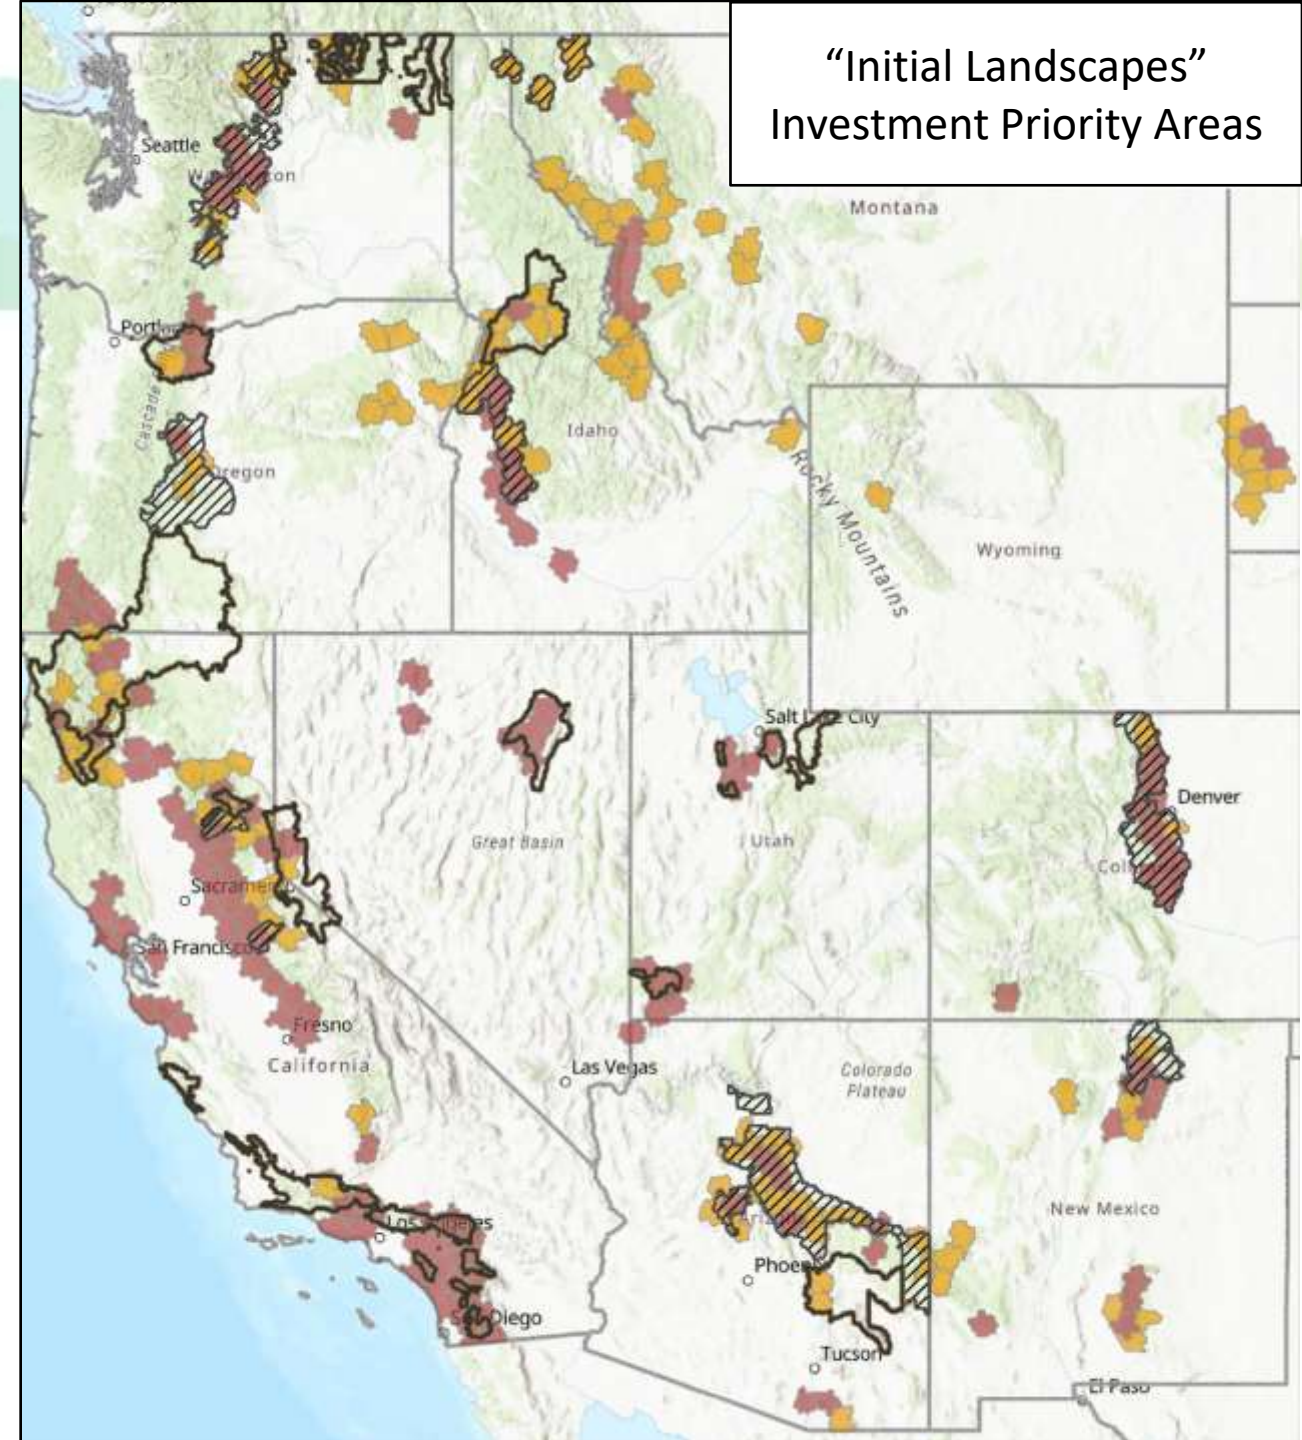 “Initial Landscapes”
Investment Priority Areas
Seattle
Montana
Cascade
Idaho
Rocky Mountains
Wyoming
Salt Lake City
Denver
Great Basin
Utah
Sacramento
San Francisco
Fresno
California
Las Vegas
Colorado
Plateau
New Mexico
Los Angeles
Phoenix
San Diego
Tucson
El Paso